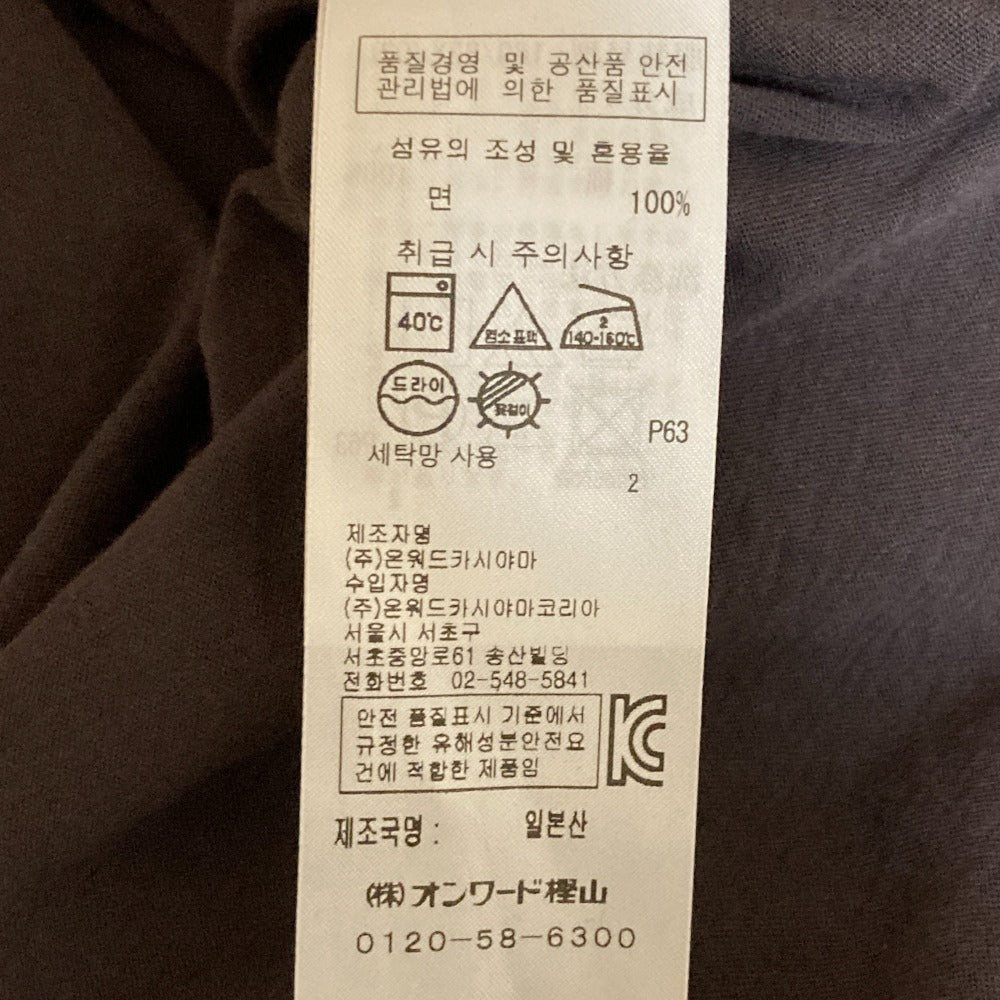 품질경영 및 공산품 안전
관리법에 의한 품질표시
섬유의 조성 및 혼용율
면 100%
취급 시 주의사항
40℃
염소 표백
2
140-160℃
드라이
뉘걸이
P63
세탁망 사용
2
제조자명
(주)온워드카시야마
수입자명
(주)온워드카시야마코리아
서울시 서초구
서초중앙로61 송산빌딩
전화번호 02-548-5841
안전 품질표시 기준에서
규정한 유해성분안전요
건에 적합한 제품임
제조국명 : 일본산
(株)オンワード樫山
0120-58-6300